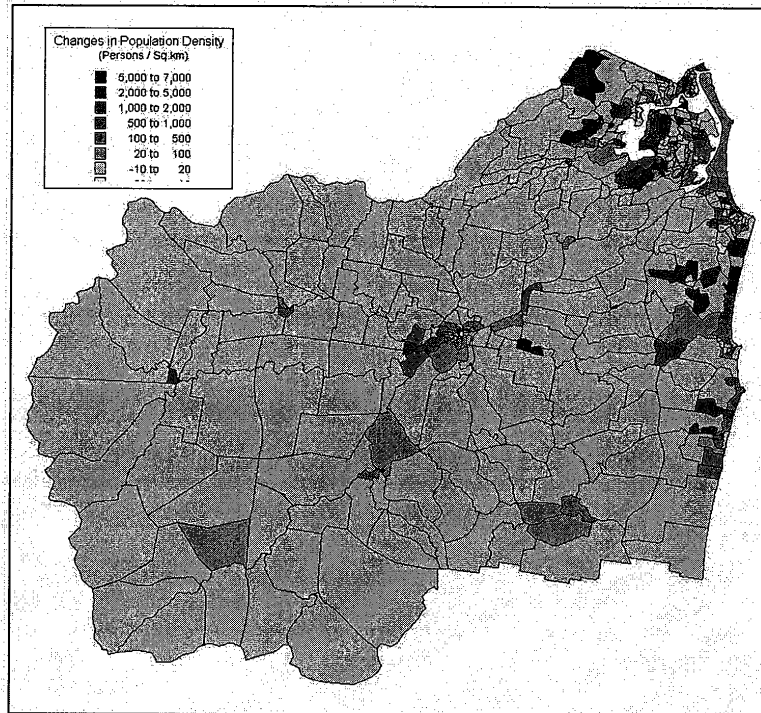 Changes in Population Density
(Persons / Sq.km)
5,000 to 7,000
2,000 to 5,000
1,000 to 2,000
500 to 1,000
100 to 500
20 to 100
-10 to 20